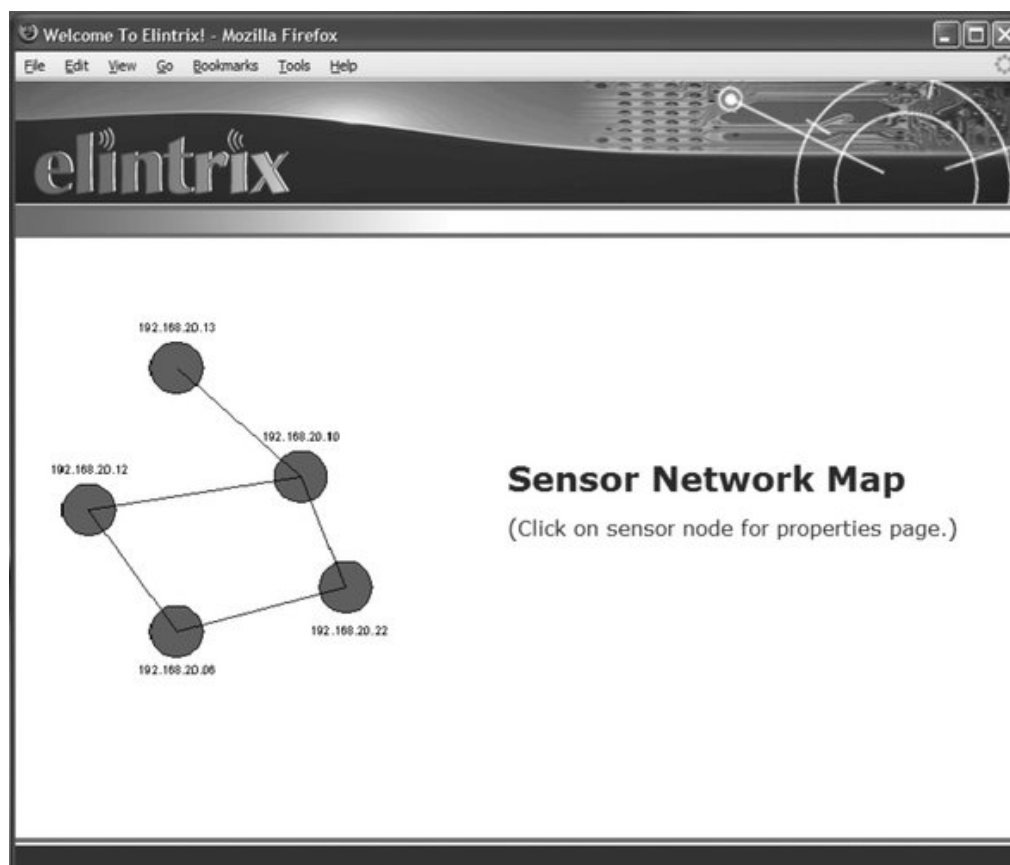 Welcome To Elintrix! - Mozilla Firefox
File Edit View Go Bookmarks Tools Help
elintrix
192.168.20.13
192.168.20.10
192.168.20.12
Sensor Network Map
(Click on sensor node for properties page.)
192.168.20.22
192.168.20.06